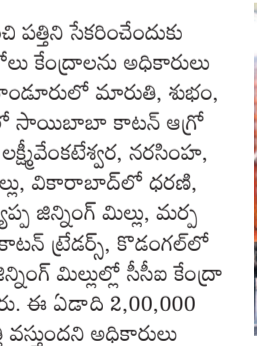 చి పత్తిని సేకరించేందుకు
లు కేంద్రాలను అధికారులు
ండూరులో మారుతి, శుభం,
సాయిబాబా కాటన్ ఆగ్రో
లక్ష్మీవేంకటేశ్వర, నరసింహ,
ల్లు, వికారాబాద్‌లో ధరణి,
ప్ప జిన్నింగ్ మిల్లు, మర్ప
కాటన్ ట్రేడర్స్, కొడంగల్‌లో
జిన్నింగ్ మిల్లుల్లో సీసీఐ కేంద్రా
రు. ఈ ఏడాది 2,00,000
వస్తుందని అధికారులు